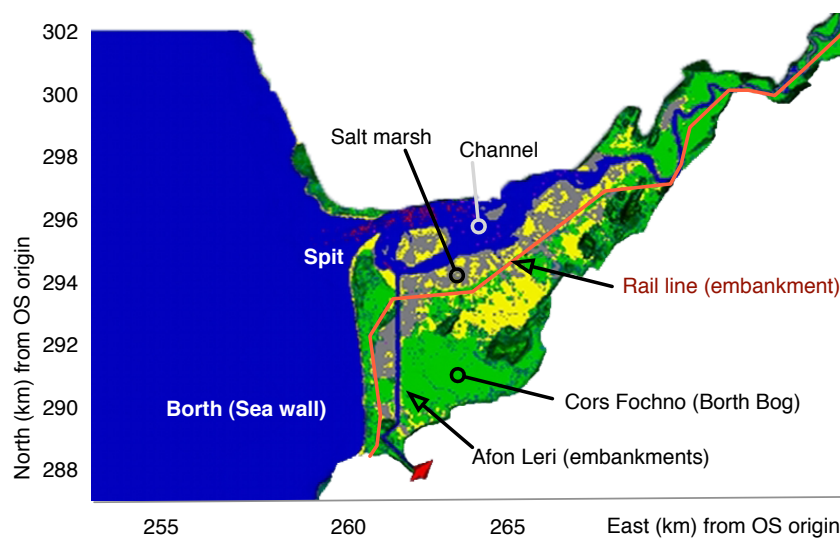 302
300
298
296
294
292
290
288
North (km) from OS origin
Salt marsh
Channel
Spit
Rail line (embankment)
Borth (Sea wall)
Cors Fochno (Borth Bog)
Afon Leri (embankments)
255
260
265
East (km) from OS origin